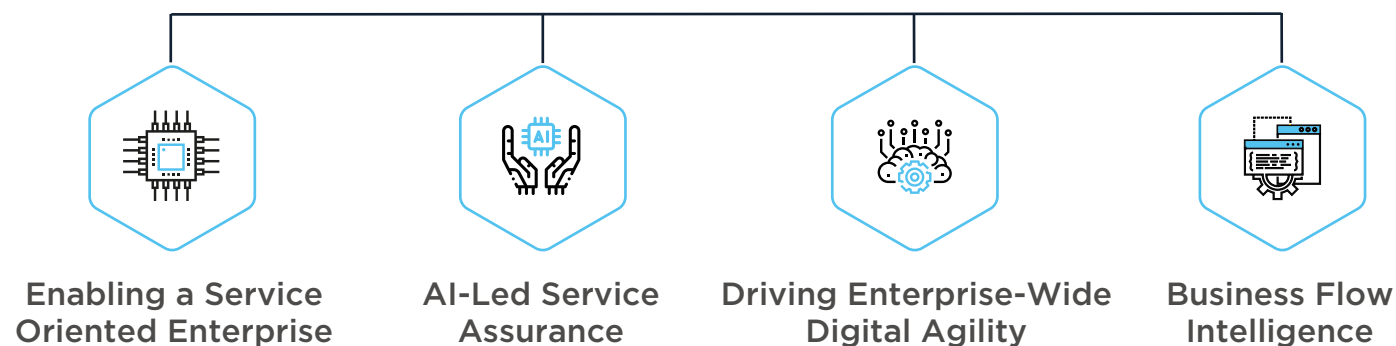 AI
Enabling a Service
Oriented Enterprise
AI-Led Service
Assurance
Driving Enterprise-Wide
Digital Agility
Business Flow
Intelligence